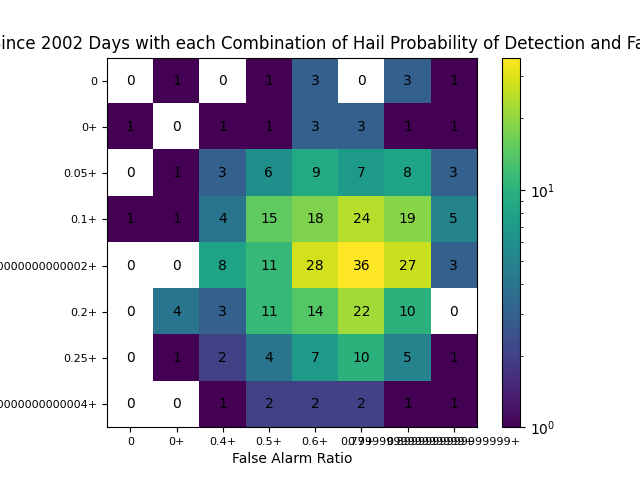 ince 2002 Days with each Combination of Hail Probability of Detection and Fa
0 0 1 0 1 3 0 3 1
0+ 1 0 1 1 3 3 1 1
0.05+ 0 1 3 6 9 7 8 3
0.1+ 1 1 4 15 18 24 19 5
0000000000002+ 0 0 8 11 28 36 27 3
0.2+ 0 4 3 11 14 22 10 0
0.25+ 0 1 2 4 7 10 5 1
0000000000004+ 0 0 1 2 2 2 1 1
0 0+ 0.4+ 0.5+ 0.6+
False Alarm Ratio
10¹
10⁰